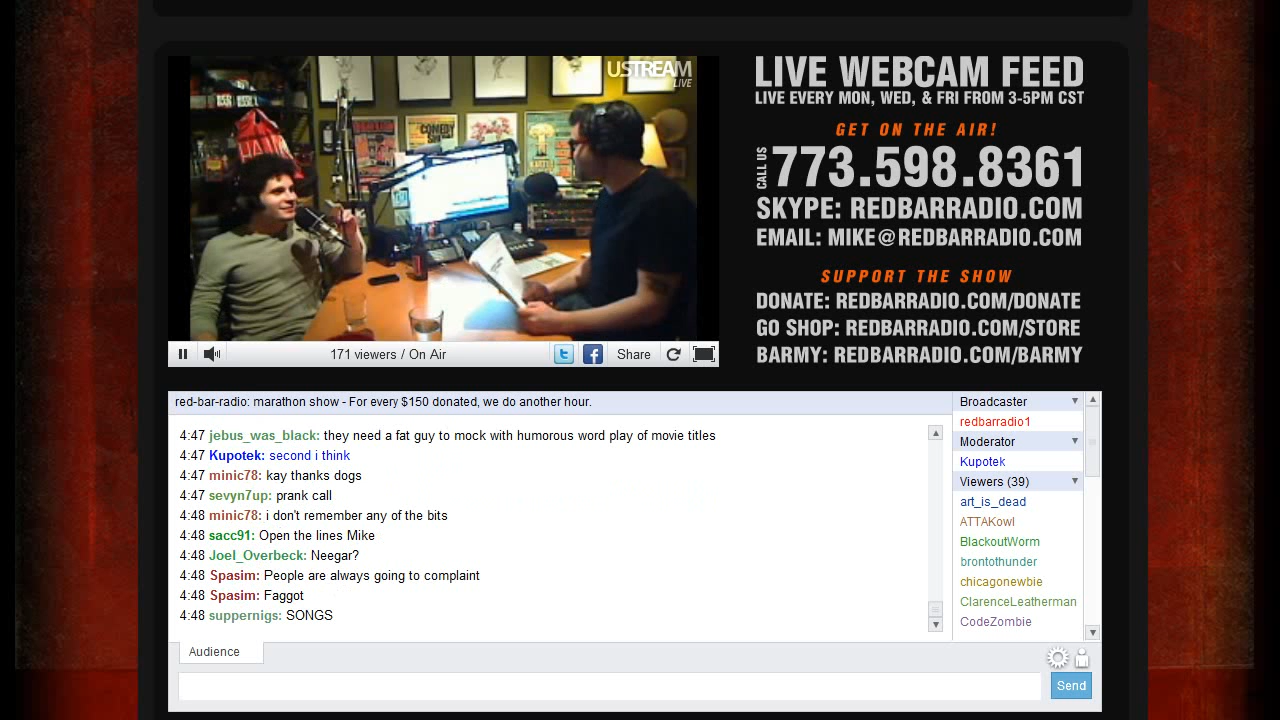 USTREAM
LIVE
COMEDY
LIVE WEBCAM FEED
LIVE EVERY MON, WED, & FRI FROM 3-5PM CST
GET ON THE AIR!
CALL US
773.598.8361
SKYPE: REDBARRADIO.COM
EMAIL: MIKE@REDBARRADIO.COM
SUPPORT THE SHOW
DONATE: REDBARRADIO.COM/DONATE
GO SHOP: REDBARRADIO.COM/STORE
BARMY: REDBARRADIO.COM/BARMY
171 viewers / On Air
t
f
Share
red-bar-radio: marathon show - For every $150 donated, we do another hour.
4:47 jebus_was_black: they need a fat guy to mock with humorous word play of movie titles
4:47 Kupotek: second i think
4:47 minic78: kay thanks dogs
4:47 sevyn7up: prank call
4:48 minic78: i don't remember any of the bits
4:48 sacc91: Open the lines Mike
4:48 Joel_Overbeck: Neegar?
4:48 Spasim: People are always going to complaint
4:48 Spasim: Faggot
4:48 suppernigs: SONGS
Broadcaster
redbarradio1
Moderator
Kupotek
Viewers (39)
art_is_dead
ATTAKowl
BlackoutWorm
brontothunder
chicagonewbie
ClarenceLeatherman
CodeZombie
Audience
Send